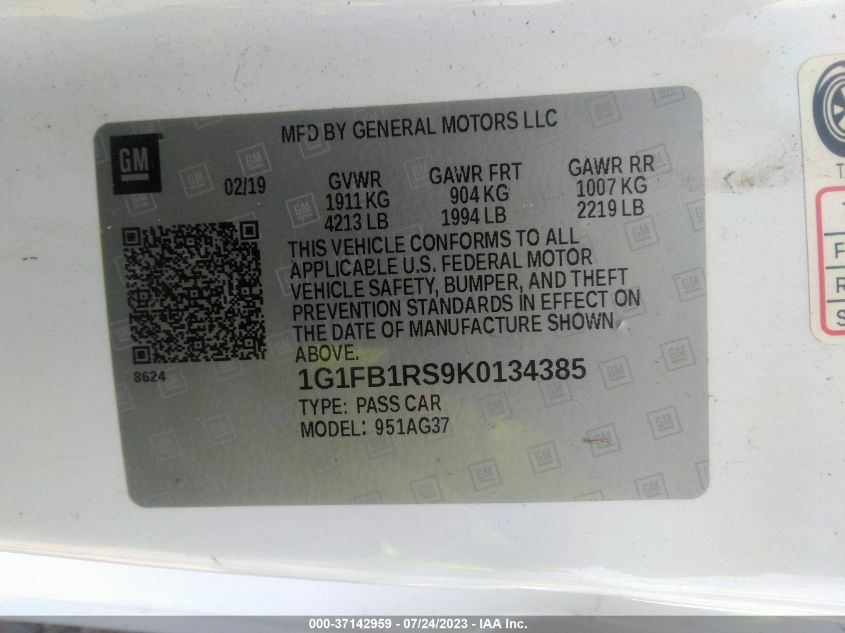 MFD BY GENERAL MOTORS LLC
GM
02/19
GVWR
1911 KG
4213 LB
GAWR FRT
904 KG
1994 LB
GAWR RR
1007 KG
2219 LB
THIS VEHICLE CONFORMS TO ALL
APPLICABLE U.S. FEDERAL MOTOR
VEHICLE SAFETY, BUMPER, AND THEFT
PREVENTION STANDARDS IN EFFECT ON
THE DATE OF MANUFACTURE SHOWN
ABOVE.
8624
1G1FB1RS9K0134385
TYPE: PASS CAR
MODEL: 951AG37
T
F
R
S
000-37142959 / 07/24/2023 - IAA Inc.